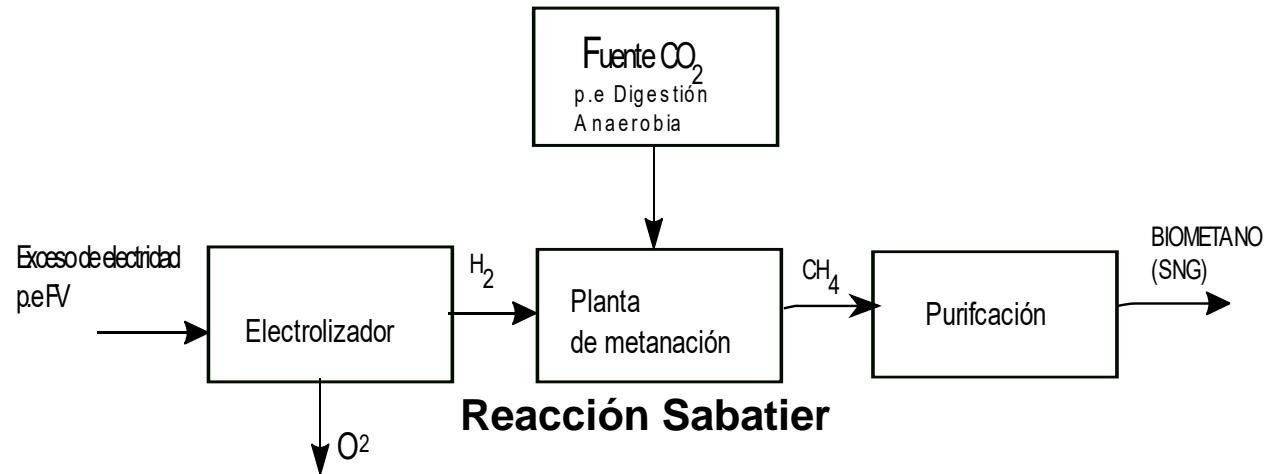 Fuente CO2
p.e Digestión
Anaerobia
Exceso de electridad
p.e FV
Electrolizador
H2
Planta
de metanación
CH4
Purifcación
BIOMETANO
(SNG)
Reacción Sabatier
O2